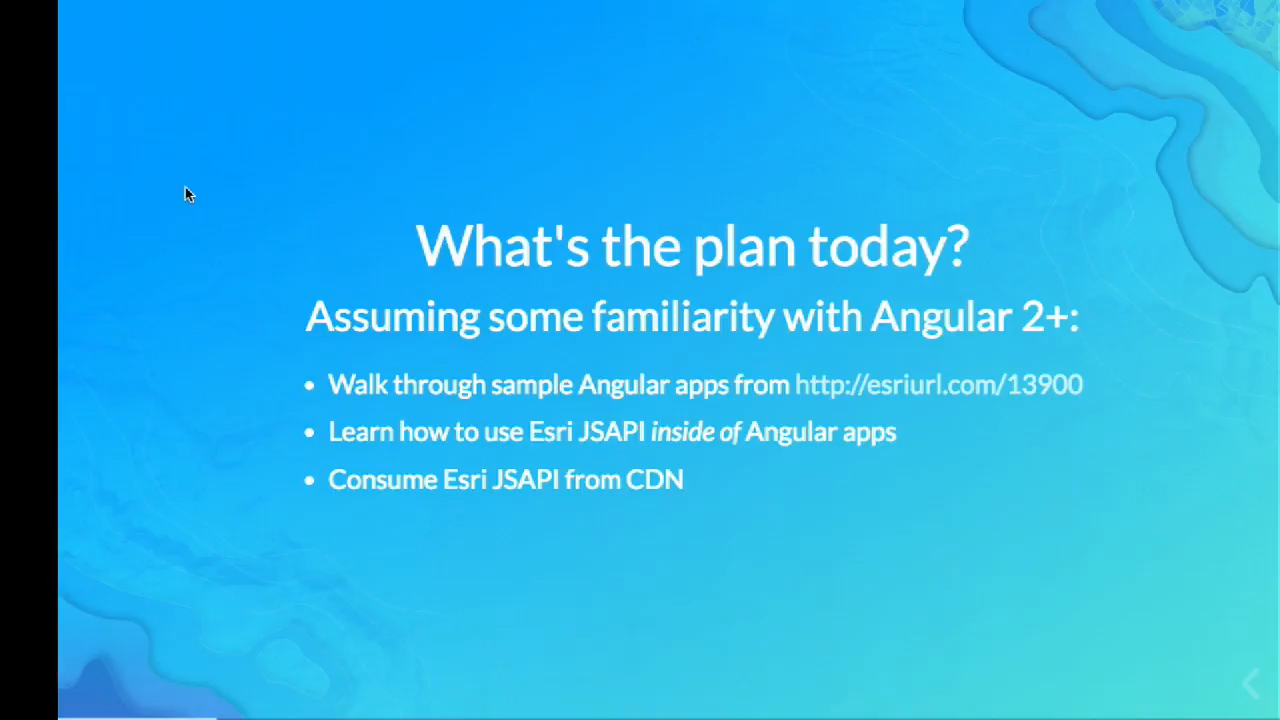 What's the plan today?
Assuming some familiarity with Angular 2+:
• Walk through sample Angular apps from http://esriurl.com/13900
• Learn how to use Esri JSAPI inside of Angular apps
• Consume Esri JSAPI from CDN